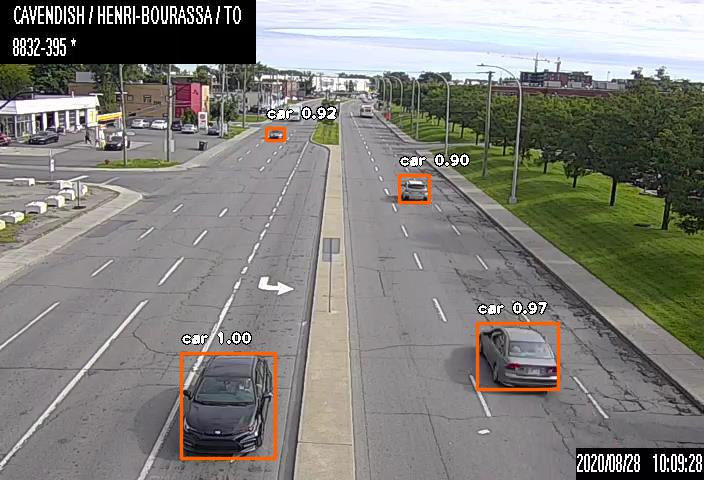 CAVENDISH / HENRI-BOURASSA / TO
8832-395 *
car 0.92
car 0.90
car 0.97
car 1.00
2020/08/28 10:09:28